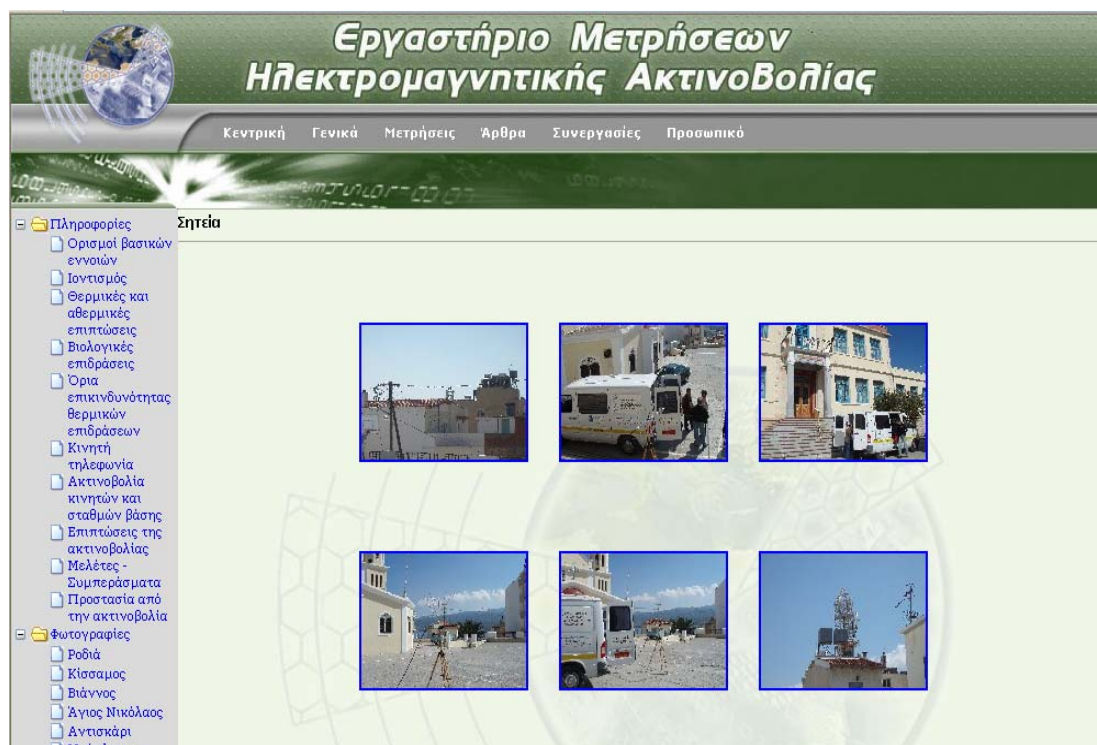 Εργαστήριο Μετρήσεων
Ηλεκτρομαγνητικής Ακτινοβολίας
Κεντρική Γενικά Μετρήσεις Άρθρα Συνεργασίες Προσωπικό
Σητεία
Πληροφορίες
Ορισμοί βασικών
εννοιών
Ιοντισμός
Θερμικές και
αθερμικές
επιπτώσεις
Βιολογικές
επιδράσεις
Όρια
επικινδυνότητας
θερμικών
επιδράσεων
Κινητή
τηλεφωνία
Ακτινοβολία
κινητών και
σταθμών βάσης
Επιπτώσεις της
ακτινοβολίας
Μελέτες -
Συμπεράσματα
Προστασία από
την ακτινοβολία
Φωτογραφίες
Ροδιά
Κίσσαμος
Βιάννος
Άγιος Νικόλαος
Αντισκάρι